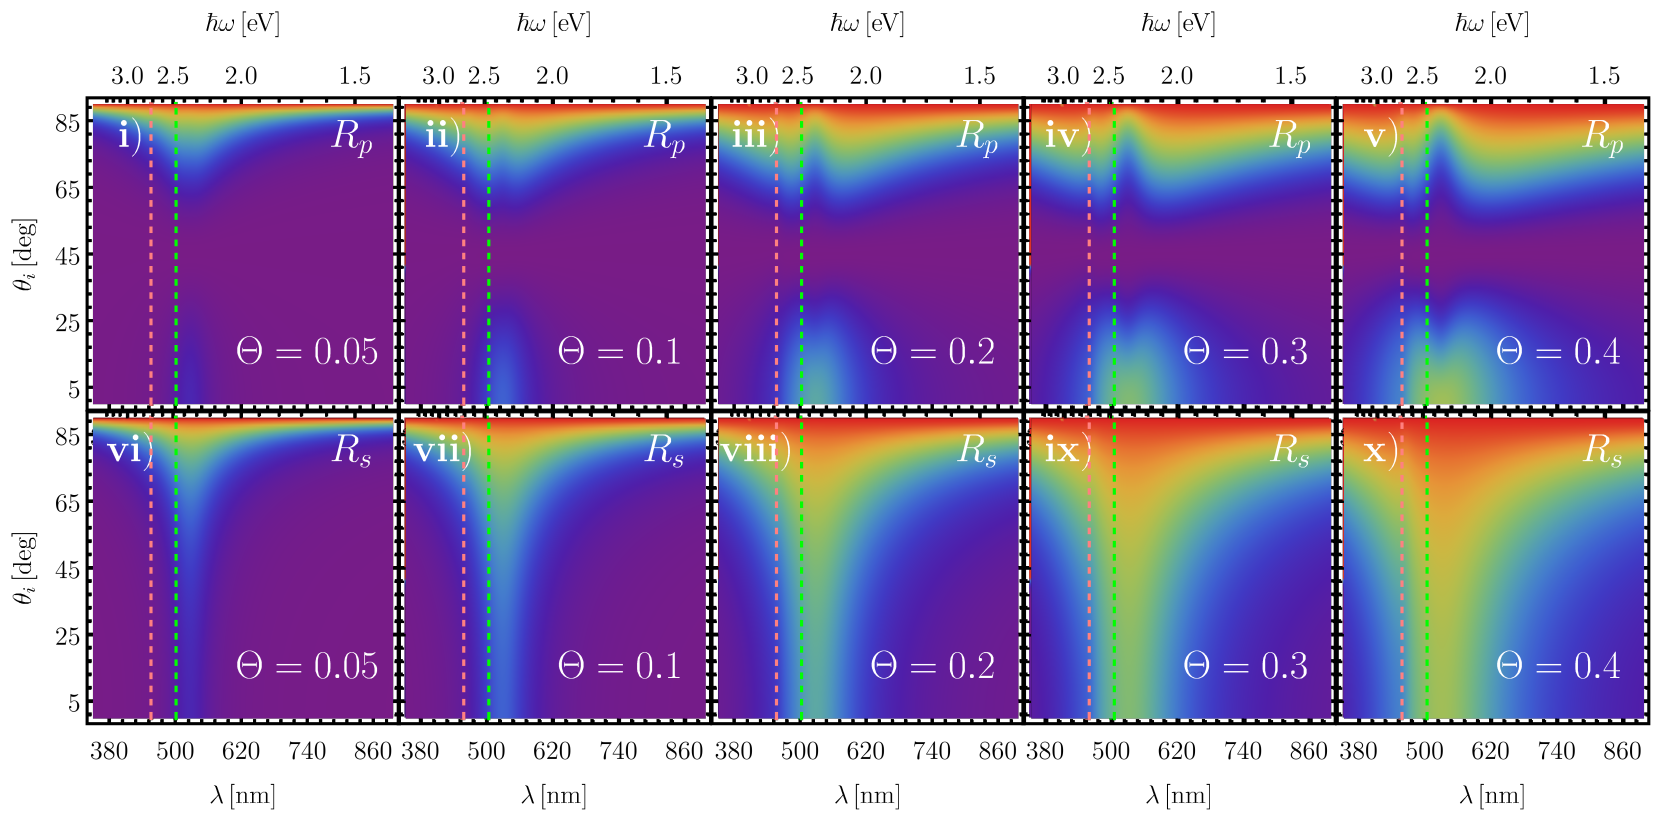 ħω [eV] ħω [eV] ħω [eV] ħω [eV] ħω [eV]
3.0 2.5 2.0 1.5 3.0 2.5 2.0 1.5 3.0 2.5 2.0 1.5 3.0 2.5 2.0 1.5 3.0 2.5 2.0 1.5
85 i) R_p ii) R_p iii) R_p iv) R_p v) R_p
65
45
θ_i [deg]
25
Θ = 0.05 Θ = 0.1 Θ = 0.2 Θ = 0.3 Θ = 0.4
5
85 vi) R_s vii) R_s viii) R_s ix) R_s x) R_s
65
45
θ_i [deg]
25
Θ = 0.05 Θ = 0.1 Θ = 0.2 Θ = 0.3 Θ = 0.4
5
380 500 620 740 860 380 500 620 740 860 380 500 620 740 860 380 500 620 740 860 380 500 620 740 860
λ [nm] λ [nm] λ [nm] λ [nm] λ [nm]